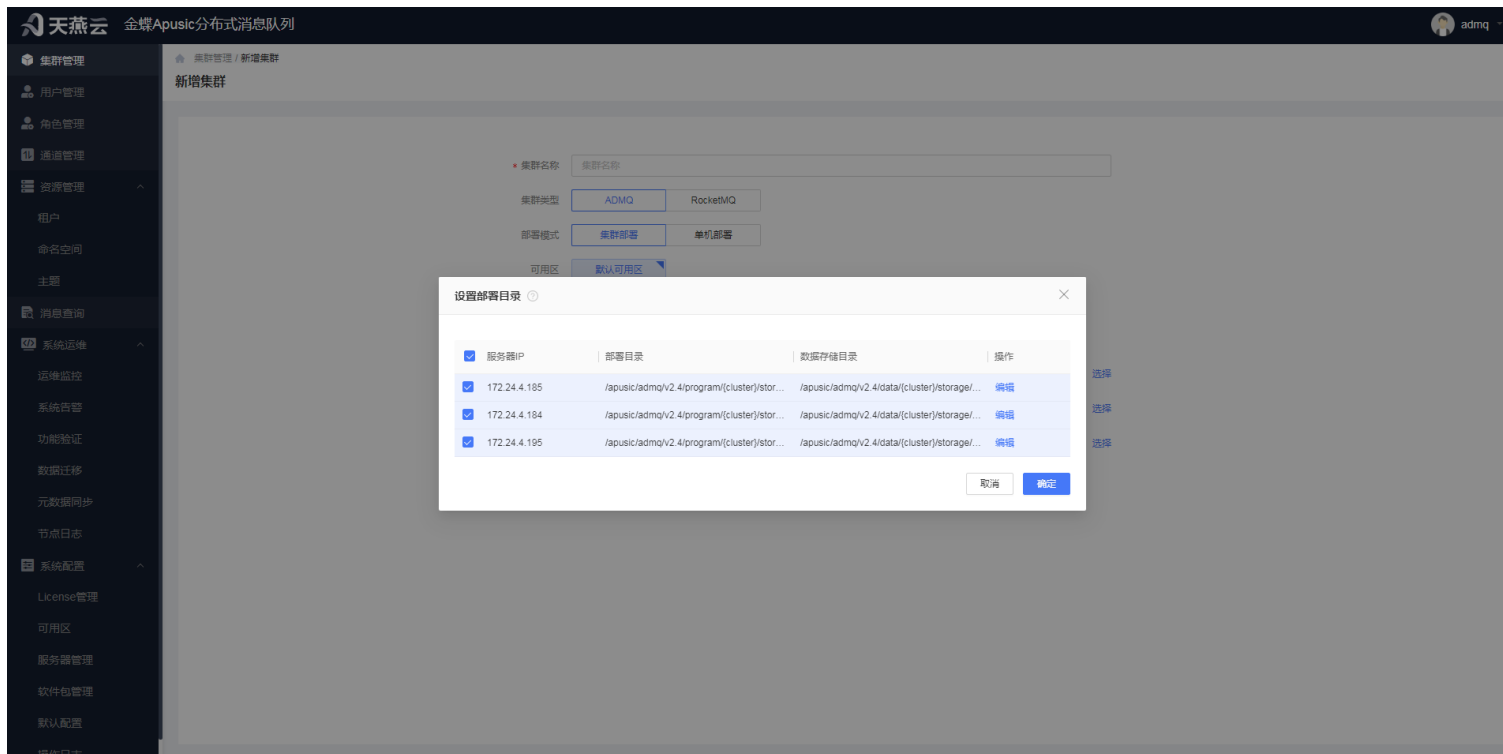 天燕云 金蝶Apusic分布式消息队列
admq
集群管理
用户管理
角色管理
通道管理
资源管理
租户
命名空间
主题
消息查询
系统运维
运维监控
系统告警
功能验证
数据迁移
元数据同步
节点日志
系统配置
License管理
可用区
服务器管理
软件包管理
默认配置
操作日志
集群管理 / 新增集群
新增集群
* 集群名称 集群名称
集群类型 ADMQ RocketMQ
部署模式 集群部署 单机部署
可用区 默认可用区
设置部署目录
服务器IP 部署目录 数据存储目录 操作
172.24.4.185 /apusic/admq/v2.4/program/{cluster}/stor... /apusic/admq/v2.4/data/{cluster}/storage/... 编辑
172.24.4.184 /apusic/admq/v2.4/program/{cluster}/stor... /apusic/admq/v2.4/data/{cluster}/storage/... 编辑
172.24.4.195 /apusic/admq/v2.4/program/{cluster}/stor... /apusic/admq/v2.4/data/{cluster}/storage/... 编辑
取消 确定
选择
选择
选择